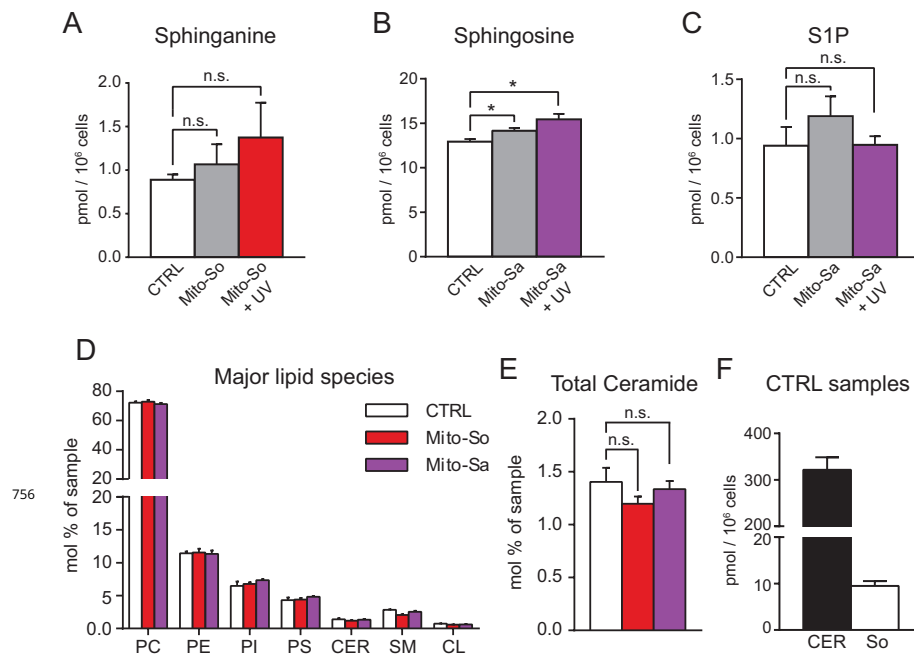 A
Sphinganine
n.s.
n.s.
2.0
1.5
1.0
0.5
0.0
pmol / 10⁶ cells
CTRL
Mito-So
Mito-So
+ UV
B
Sphingosine
*
*
20
15
10
5
0
pmol / 10⁶ cells
CTRL
Mito-Sa
Mito-Sa
+ UV
C
S1P
n.s.
n.s.
1.5
1.0
0.5
0.0
pmol / 10⁶ cells
CTRL
Mito-Sa
Mito-Sa
+ UV
D
Major lipid species
CTRL
Mito-So
Mito-Sa
80
60
40
20
20
15
10
5
0.0
mol % of sample
PC PE PI PS CER SM CL
756
E
Total Ceramide
n.s.
n.s.
2.0
1.5
1.0
1.0
0.0
mol % of sample
F
CTRL samples
400
300
200
20
10
0
pmol / 10⁶ cells
CER So